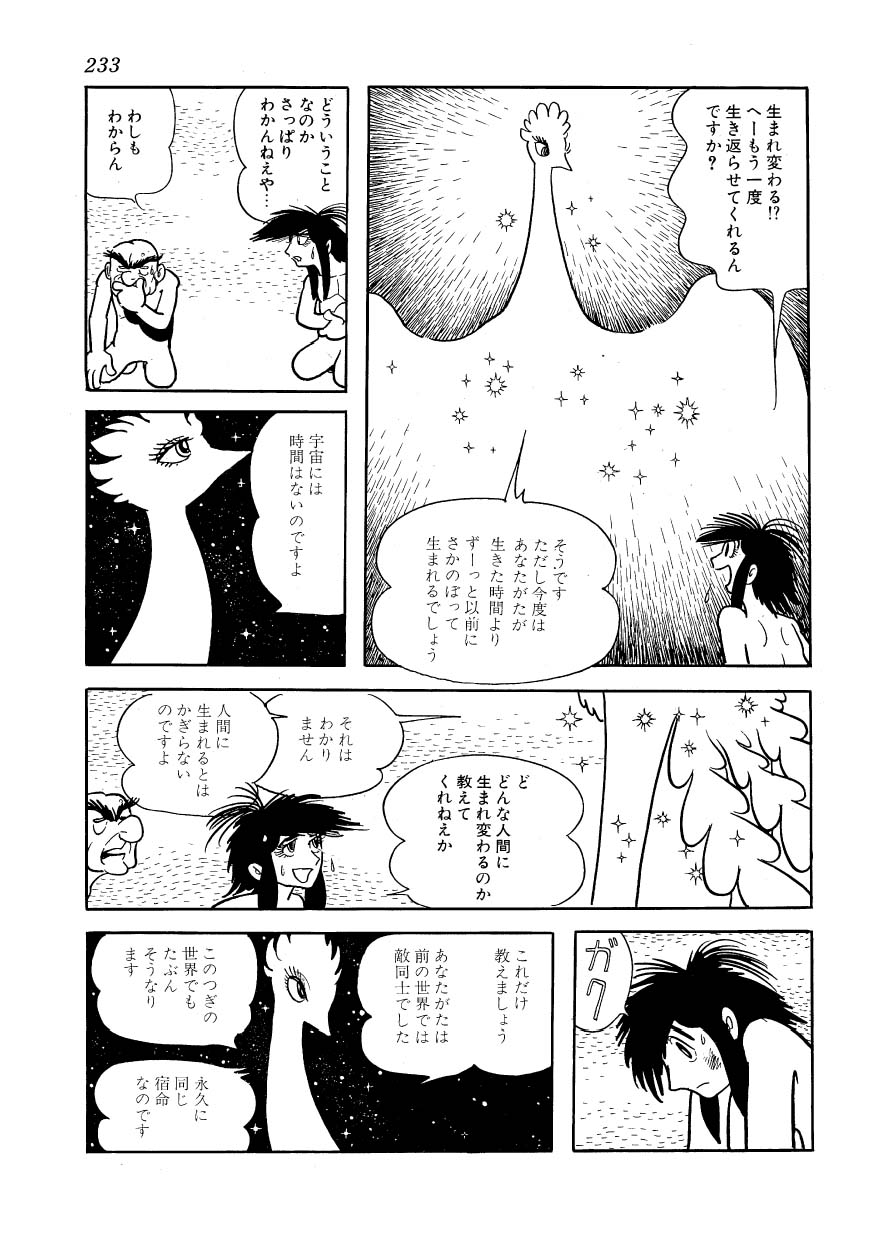 233
生まれ変わる!?
へーもう一度
生き返らせてくれるん
ですか?
そうです
ただし今度は
あなたがたが
生きた時間より
ずーっと以前に
さかのぼって
生まれるでしょう
どういうこと
なのか
さっぱり
わかんねえや…
わしも
わからん
宇宙には
時間はないのですよ
ど
どんな人間に
生まれ変わるのか
教えて
くれねえか
それは
わかり
ません
人間に
生まれるとは
かぎらない
のですよ
ガク
これだけ
教えましょう
あなたがたは
前の世界では
敵同士でした
このつぎの
世界でも
たぶん
そうなり
ます
永久に
同じ
宿命
なのです